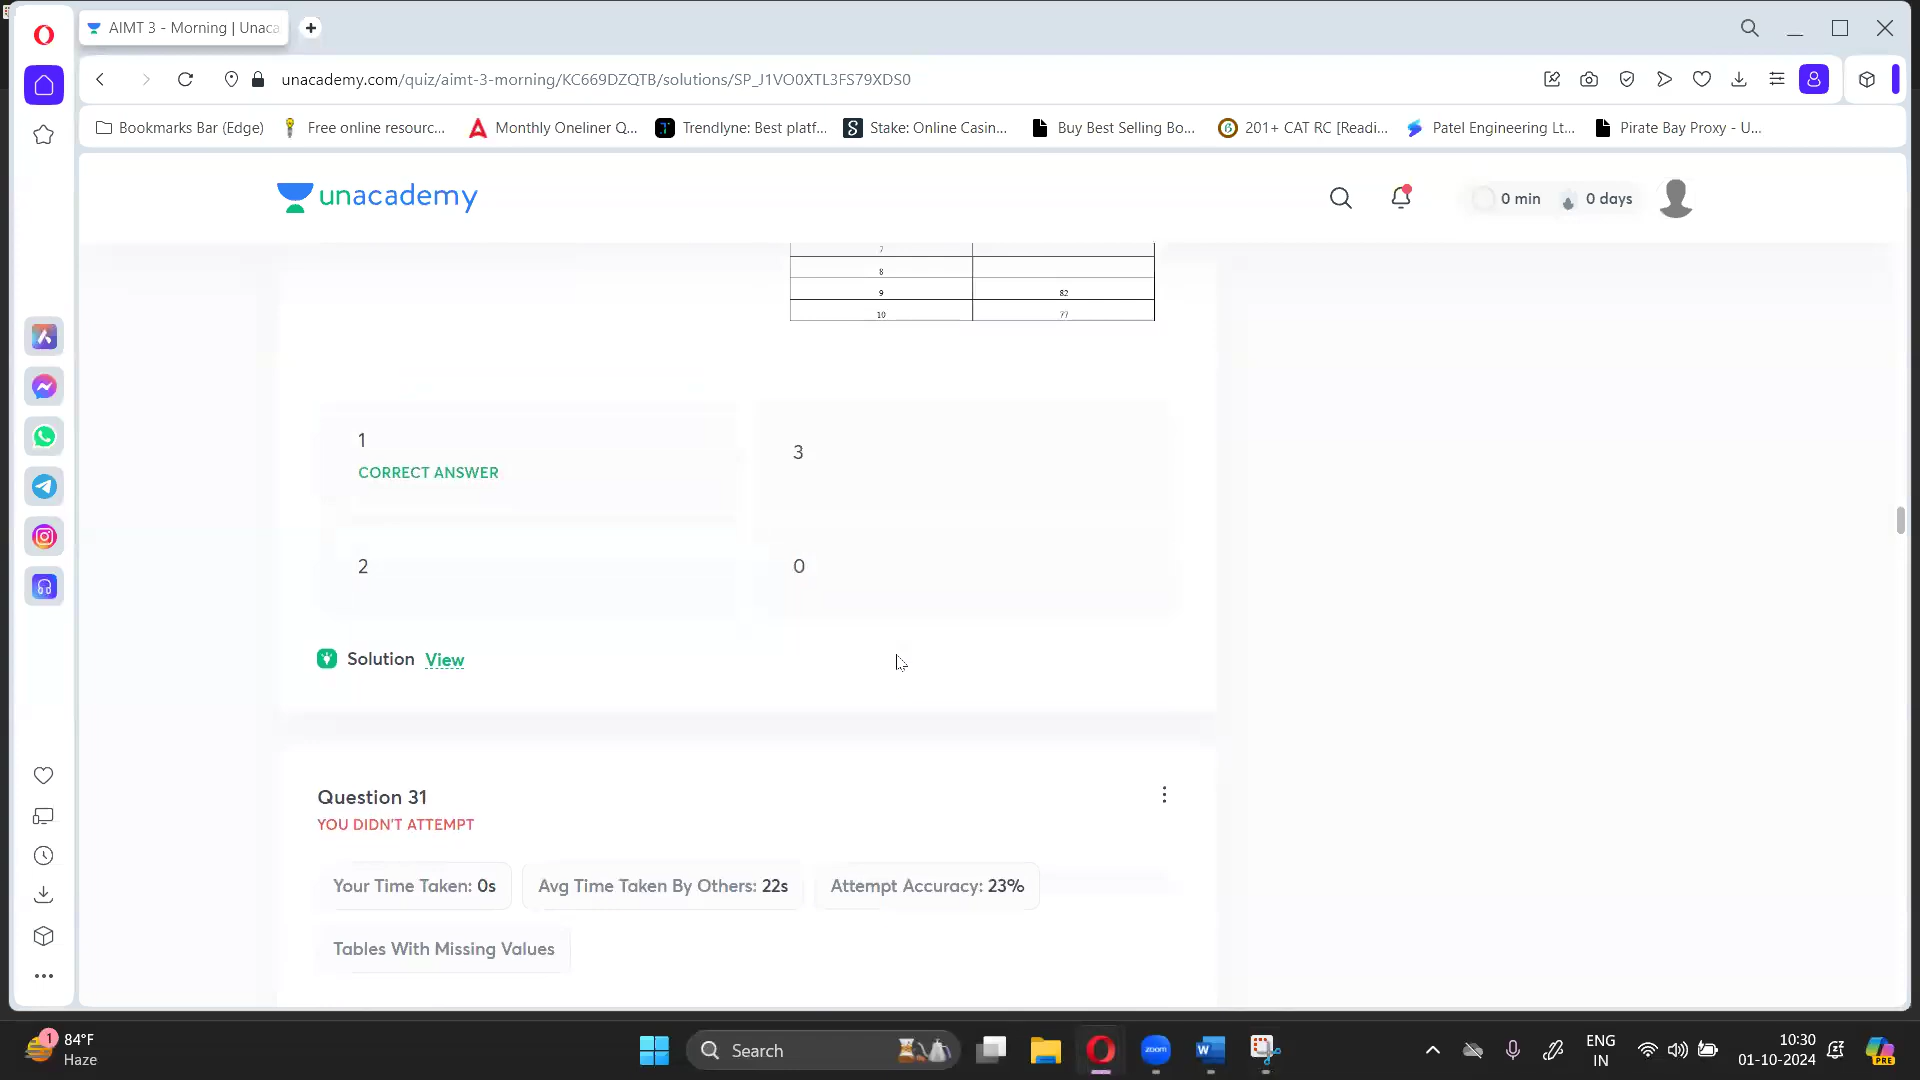 AIMT 3 - Morning | Unaca
unacademy.com/quiz/aimt-3-morning/KC669DZQTB/solutions/SP_J1VO0XTL3FS79XDS0
Bookmarks Bar (Edge) Free online resourc... Monthly Oneliner Q... Trendlyne: Best platf... Stake: Online Casin... Buy Best Selling Bo... 201+ CAT RC [Readi... Patel Engineering Lt... Pirate Bay Proxy - U...
unacademy 0 min 0 days
7
8
9 82
10 77
1
CORRECT ANSWER
3
2
0
Solution View
Question 31
YOU DIDN'T ATTEMPT
Your Time Taken: 0s Avg Time Taken By Others: 22s Attempt Accuracy: 23%
Tables With Missing Values
1 84°F
Haze
Search
zoom
W
ENG
IN
10:30
01-10-2024
PRE